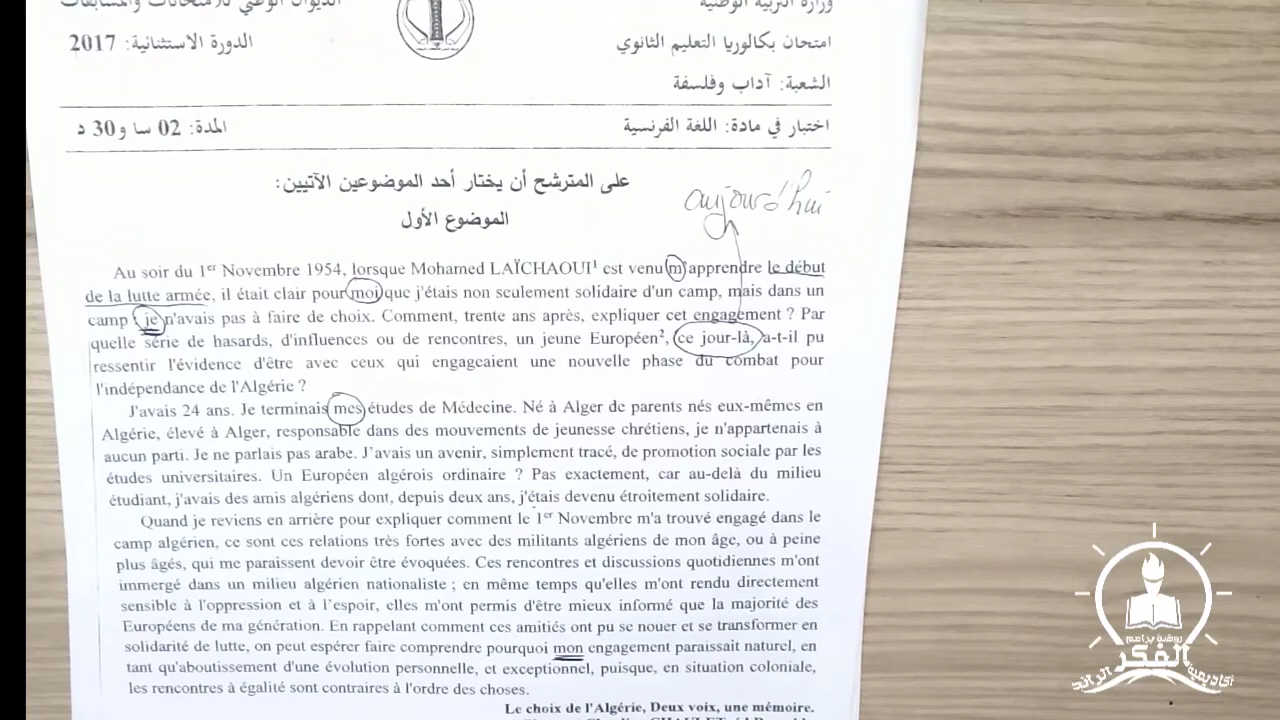 وزارة التربية الوطنية
الديوان الوطني للامتحانات والمسابقات
امتحان بكالوريا التعليم الثانوي
الدورة الاستثنائية: 2017
الشعبة: آداب وفلسفة
اختبار في مادة: اللغة الفرنسية
المدة: 02 سا و30 د
على المترشح أن يختار أحد الموضوعين الآتيين:
aujourd'hui
الموضوع الأول
Au soir du 1er Novembre 1954, lorsque Mohamed LAÏCHAOUI1 est venu m'apprendre le début
de la lutte armée, il était clair pour moi que j'étais non seulement solidaire d'un camp, mais dans un
camp : je n'avais pas à faire de choix. Comment, trente ans après, expliquer cet engagement ? Par
quelle série de hasards, d'influences ou de rencontres, un jeune Européen2, ce jour-là, a-t-il pu
ressentir l'évidence d'être avec ceux qui engageaient une nouvelle phase du combat pour
l'indépendance de l'Algérie ?
J'avais 24 ans. Je terminais mes études de Médecine. Né à Alger de parents nés eux-mêmes en
Algérie, élevé à Alger, responsable dans des mouvements de jeunesse chrétiens, je n'appartenais à
aucun parti. Je ne parlais pas arabe. J'avais un avenir, simplement tracé, de promotion sociale par les
études universitaires. Un Européen algérois ordinaire ? Pas exactement, car au-delà du milieu
étudiant, j'avais des amis algériens dont, depuis deux ans, j'étais devenu étroitement solidaire.
Quand je reviens en arrière pour expliquer comment le 1er Novembre m'a trouvé engagé dans le
camp algérien, ce sont ces relations très fortes avec des militants algériens de mon âge, ou à peine
plus âgés, qui me paraissent devoir être évoquées. Ces rencontres et discussions quotidiennes m'ont
immergé dans un milieu algérien nationaliste ; en même temps qu'elles m'ont rendu directement
sensible à l'oppression et à l'espoir, elles m'ont permis d'être mieux informé que la majorité des
Européens de ma génération. En rappelant comment ces amitiés ont pu se nouer et se transformer en
solidarité de lutte, on peut espérer faire comprendre pourquoi mon engagement paraissait naturel, en
tant qu'aboutissement d'une évolution personnelle, et exceptionnel, puisque, en situation coloniale,
les rencontres à égalité sont contraires à l'ordre des choses.
Le choix de l'Algérie, Deux voix, une mémoire.
روضة براعم
أكاديمية الفكر الرائد